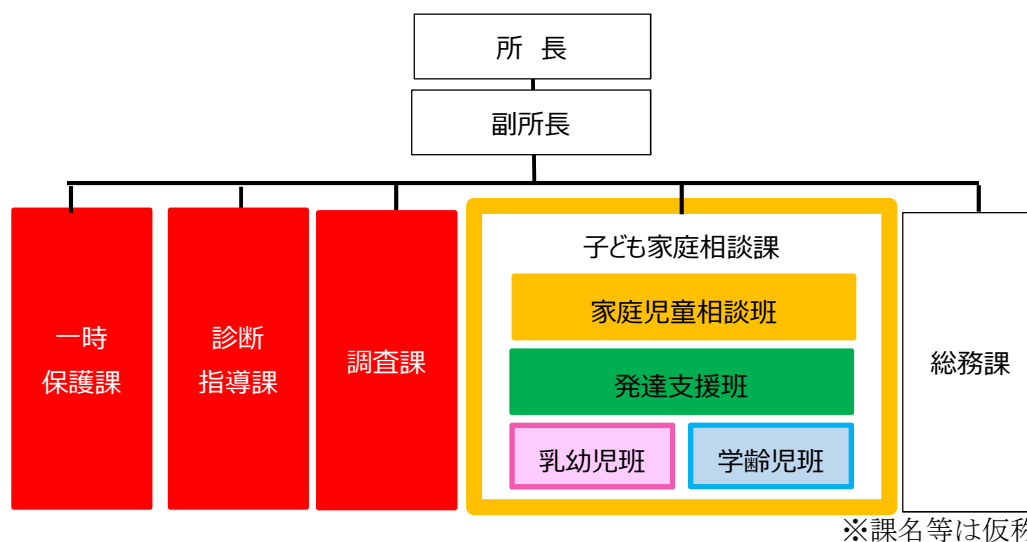 所 長
副所長
一時
保護課
診断
指導課
調査課
子ども家庭相談課
家庭児童相談班
発達支援班
乳幼児班
学齢児班
総務課
※課名等は仮称